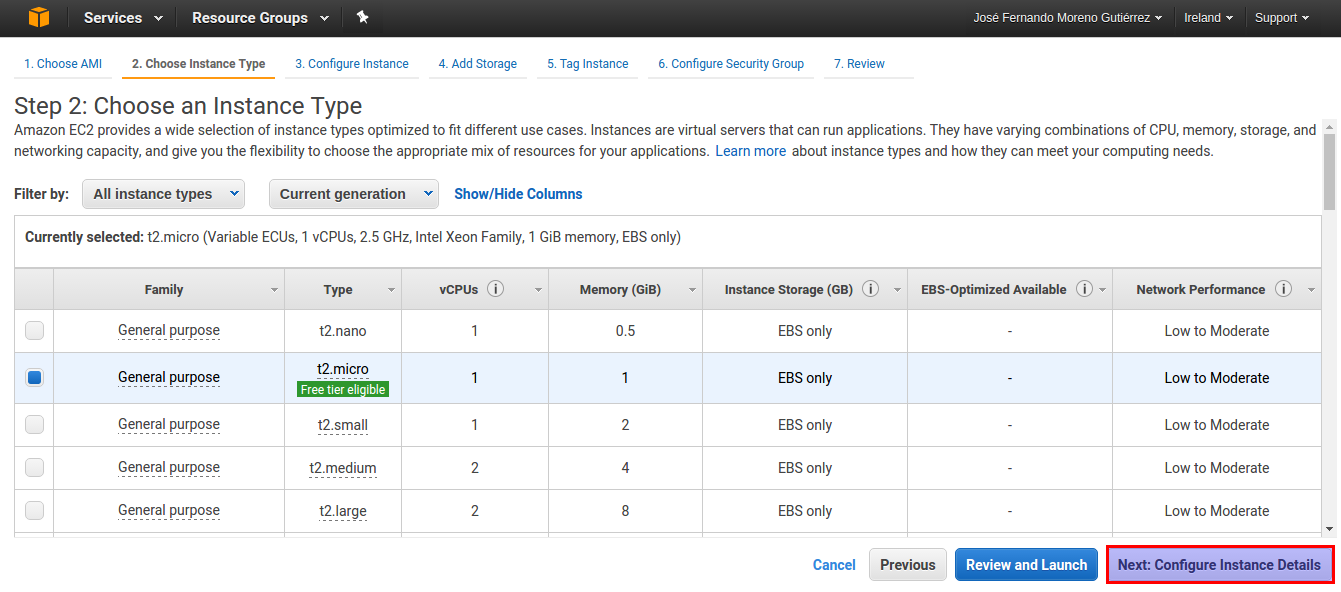 Services Resource Groups José Fernando Moreno Gutiérrez Ireland Support
1. Choose AMI 2. Choose Instance Type 3. Configure Instance 4. Add Storage 5. Tag Instance 6. Configure Security Group 7. Review
Step 2: Choose an Instance Type
Amazon EC2 provides a wide selection of instance types optimized to fit different use cases. Instances are virtual servers that can run applications. They have varying combinations of CPU, memory, storage, and
networking capacity, and give you the flexibility to choose the appropriate mix of resources for your applications. Learn more about instance types and how they can meet your computing needs.
Filter by: All instance types Current generation Show/Hide Columns
Currently selected: t2.micro (Variable ECUs, 1 vCPUs, 2.5 GHz, Intel Xeon Family, 1 GiB memory, EBS only)
Family Type vCPUs i Memory (GiB) Instance Storage (GB) i EBS-Optimized Available i Network Performance i
General purpose t2.nano 1 0.5 EBS only - Low to Moderate
General purpose t2.micro 1 1 EBS only - Low to Moderate
Free tier eligible
General purpose t2.small 1 2 EBS only - Low to Moderate
General purpose t2.medium 2 4 EBS only - Low to Moderate
General purpose t2.large 2 8 EBS only - Low to Moderate
Cancel Previous Review and Launch Next: Configure Instance Details